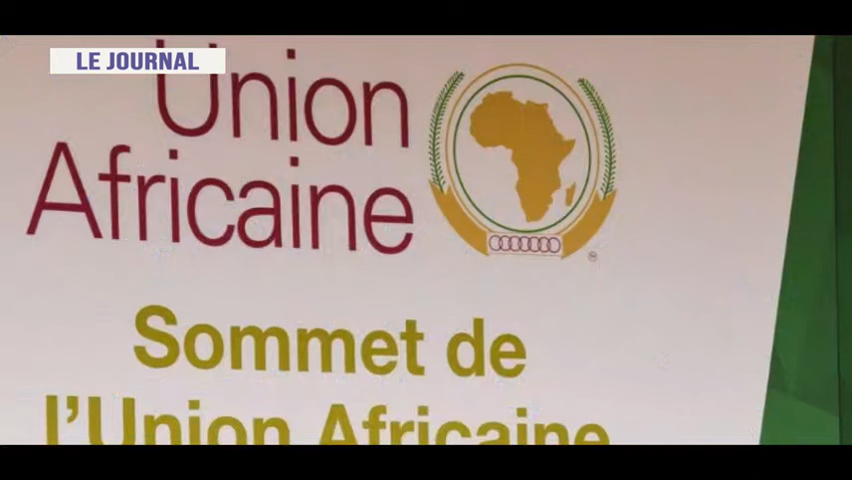 LE JOURNAL
Union
Africaine
Sommet de
l'Union Africaine